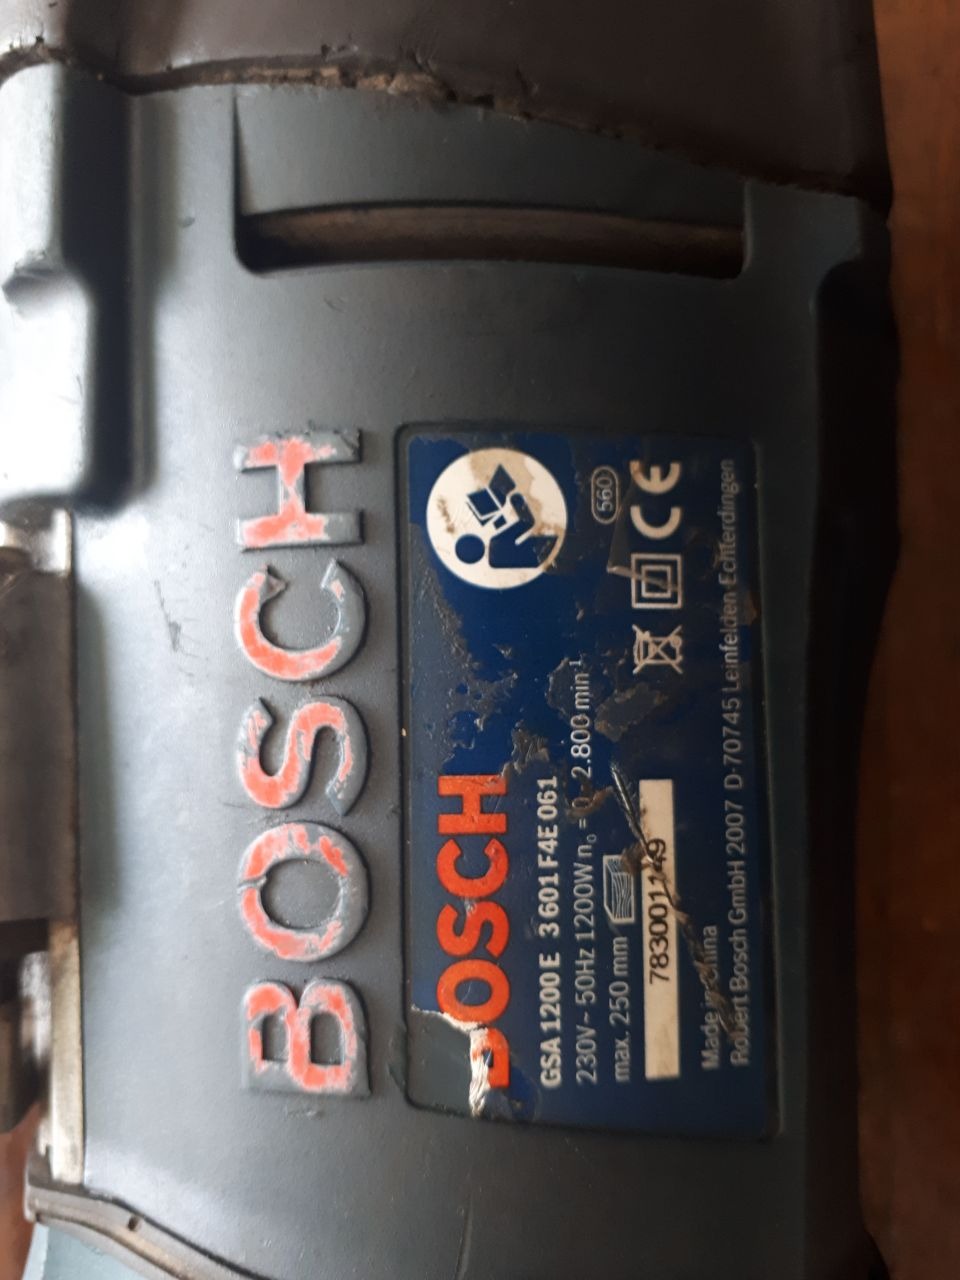 BOSCH
BOSCH
GSA 1200 E 3 601 F4E 061
230V~ 50Hz 1200W n₀ = 0 - 2.800 min⁻¹
max. 250 mm
560
783001149
CE
Made in China
Robert Bosch GmbH 2007 D-70745 Leinfelden Echterdingen